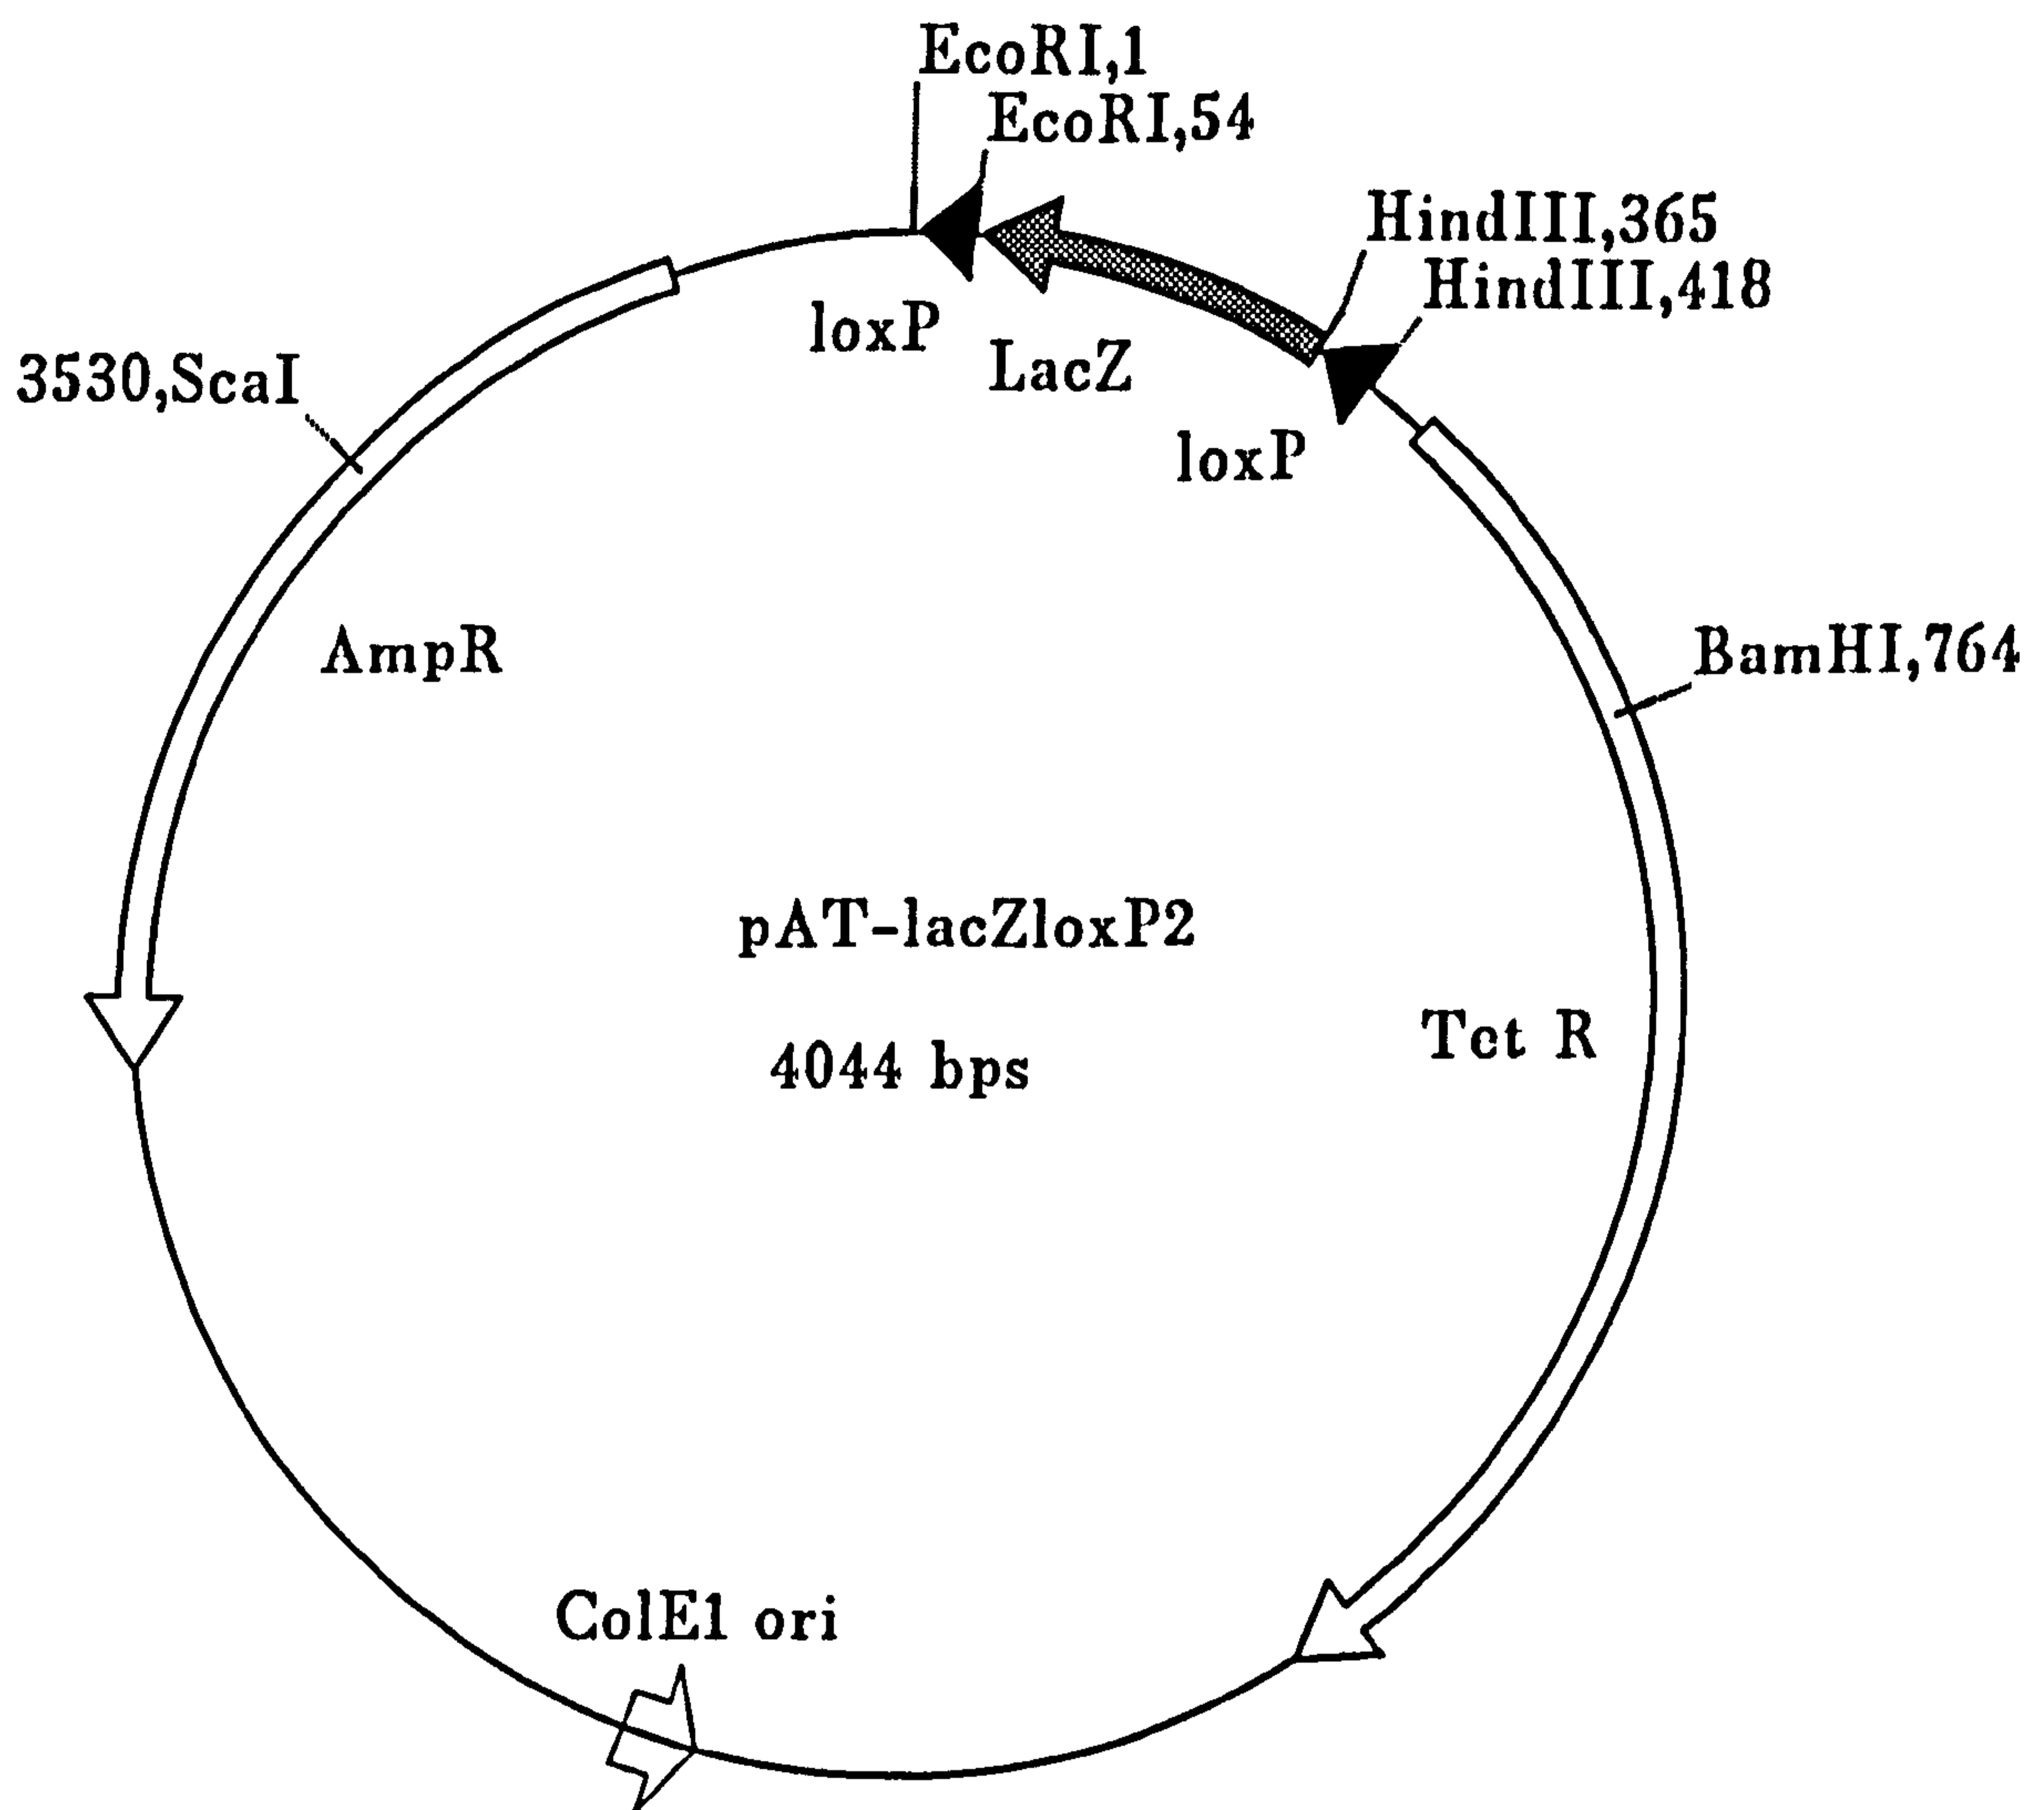 EcoRI,1
EcoRI,54
HindIII,365
HindIII,418
loxP
LacZ
3530,ScaI
loxP
AmpR
BamHI,764
pAT-lacZloxP2
Tct R
4044 bps
ColE1 ori